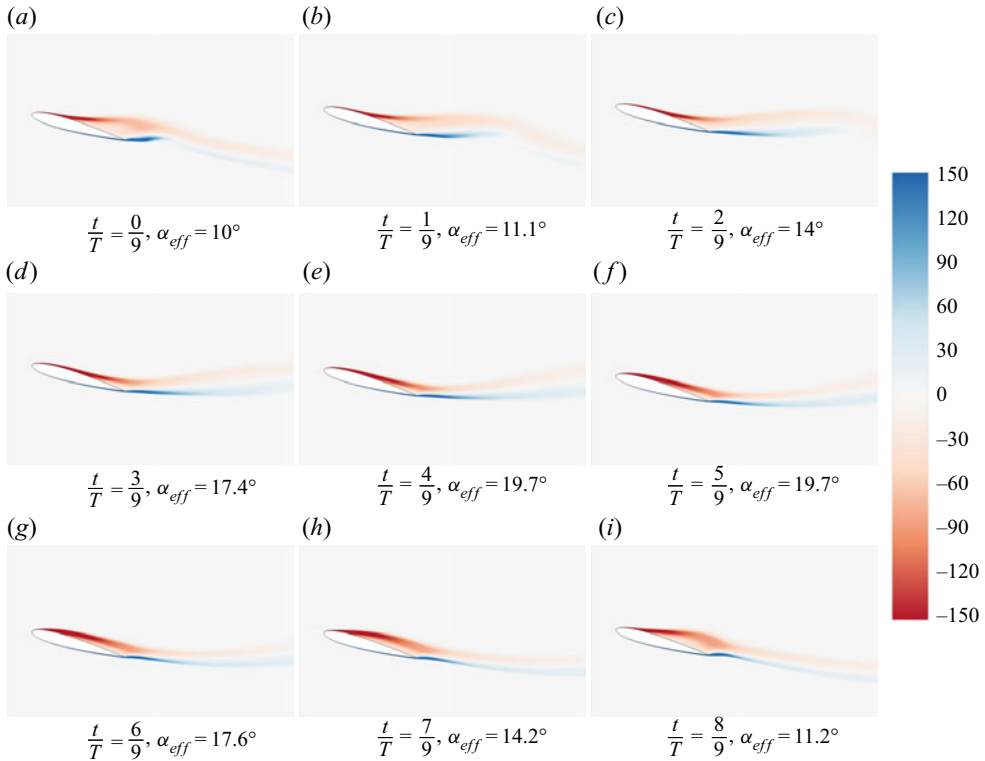 (a) (b) (c)
t/T = 0/9, α_eff = 10°
t/T = 1/9, α_eff = 11.1°
t/T = 2/9, α_eff = 14°
(d) (e) (f)
t/T = 3/9, α_eff = 17.4°
t/T = 4/9, α_eff = 19.7°
t/T = 5/9, α_eff = 19.7°
(g) (h) (i)
t/T = 6/9, α_eff = 17.6°
t/T = 7/9, α_eff = 14.2°
t/T = 8/9, α_eff = 11.2°
150
120
90
60
30
0
–30
–60
–90
–120
–150